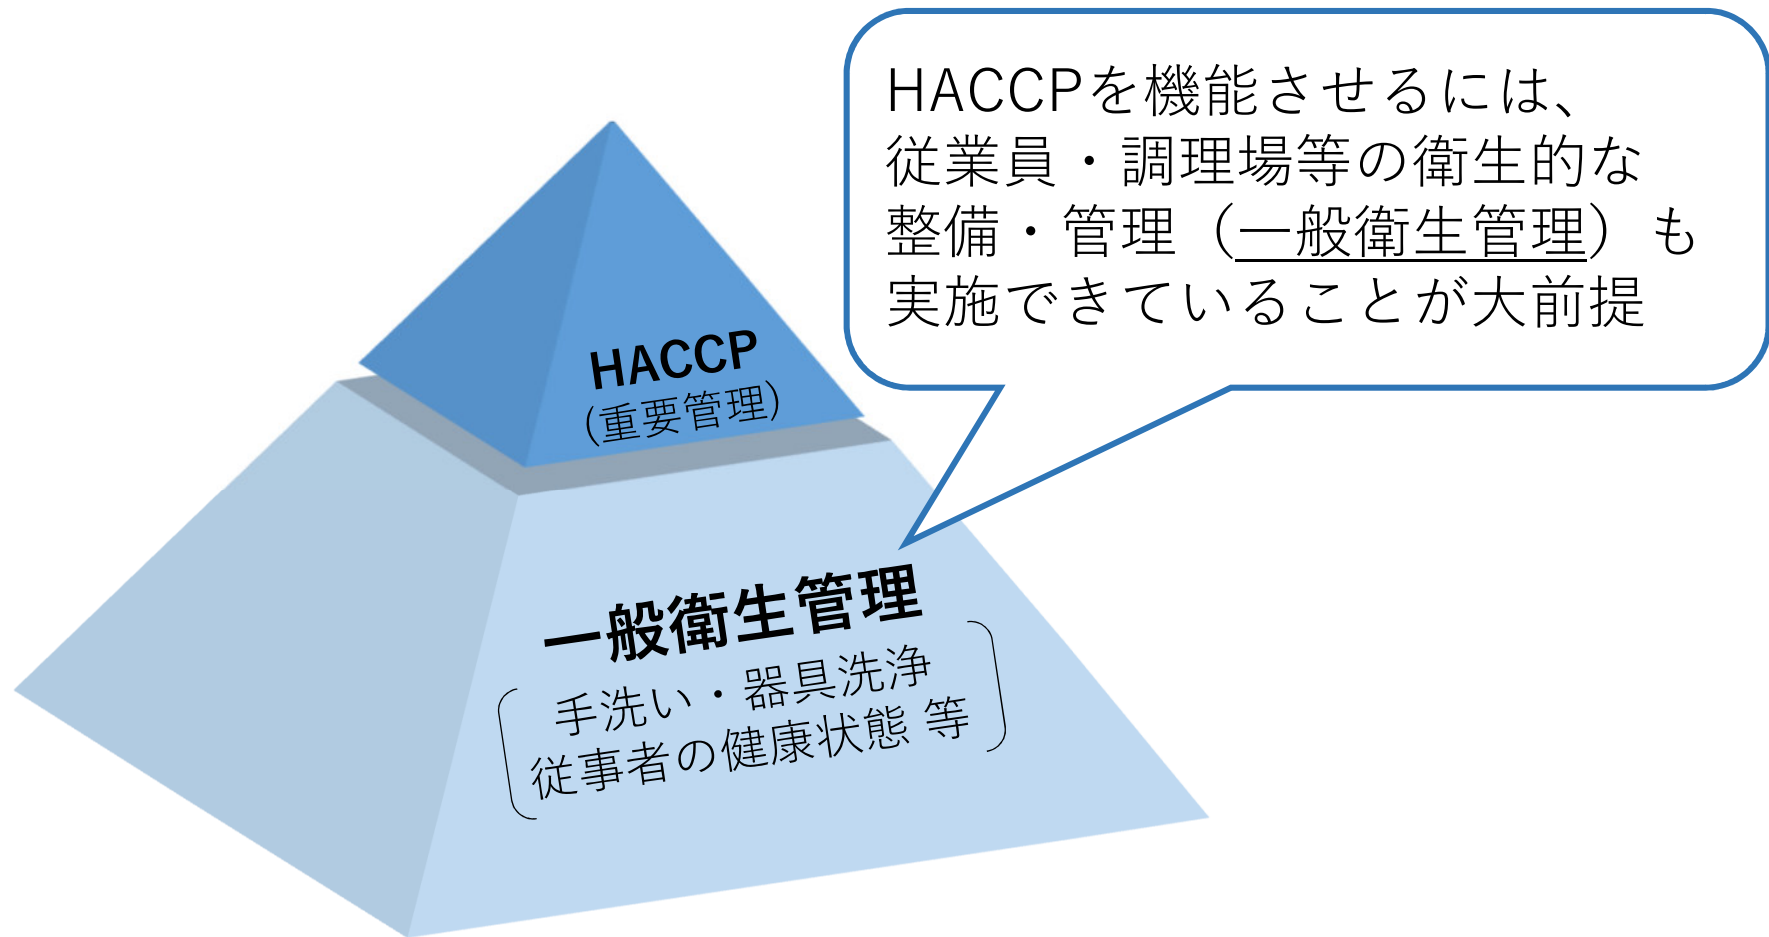 HACCPを機能させるには、
従業員・調理場等の衛生的な
整備・管理（一般衛生管理）も
実施できていることが大前提
HACCP
(重要管理)
一般衛生管理
手洗い・器具洗浄
従事者の健康状態 等